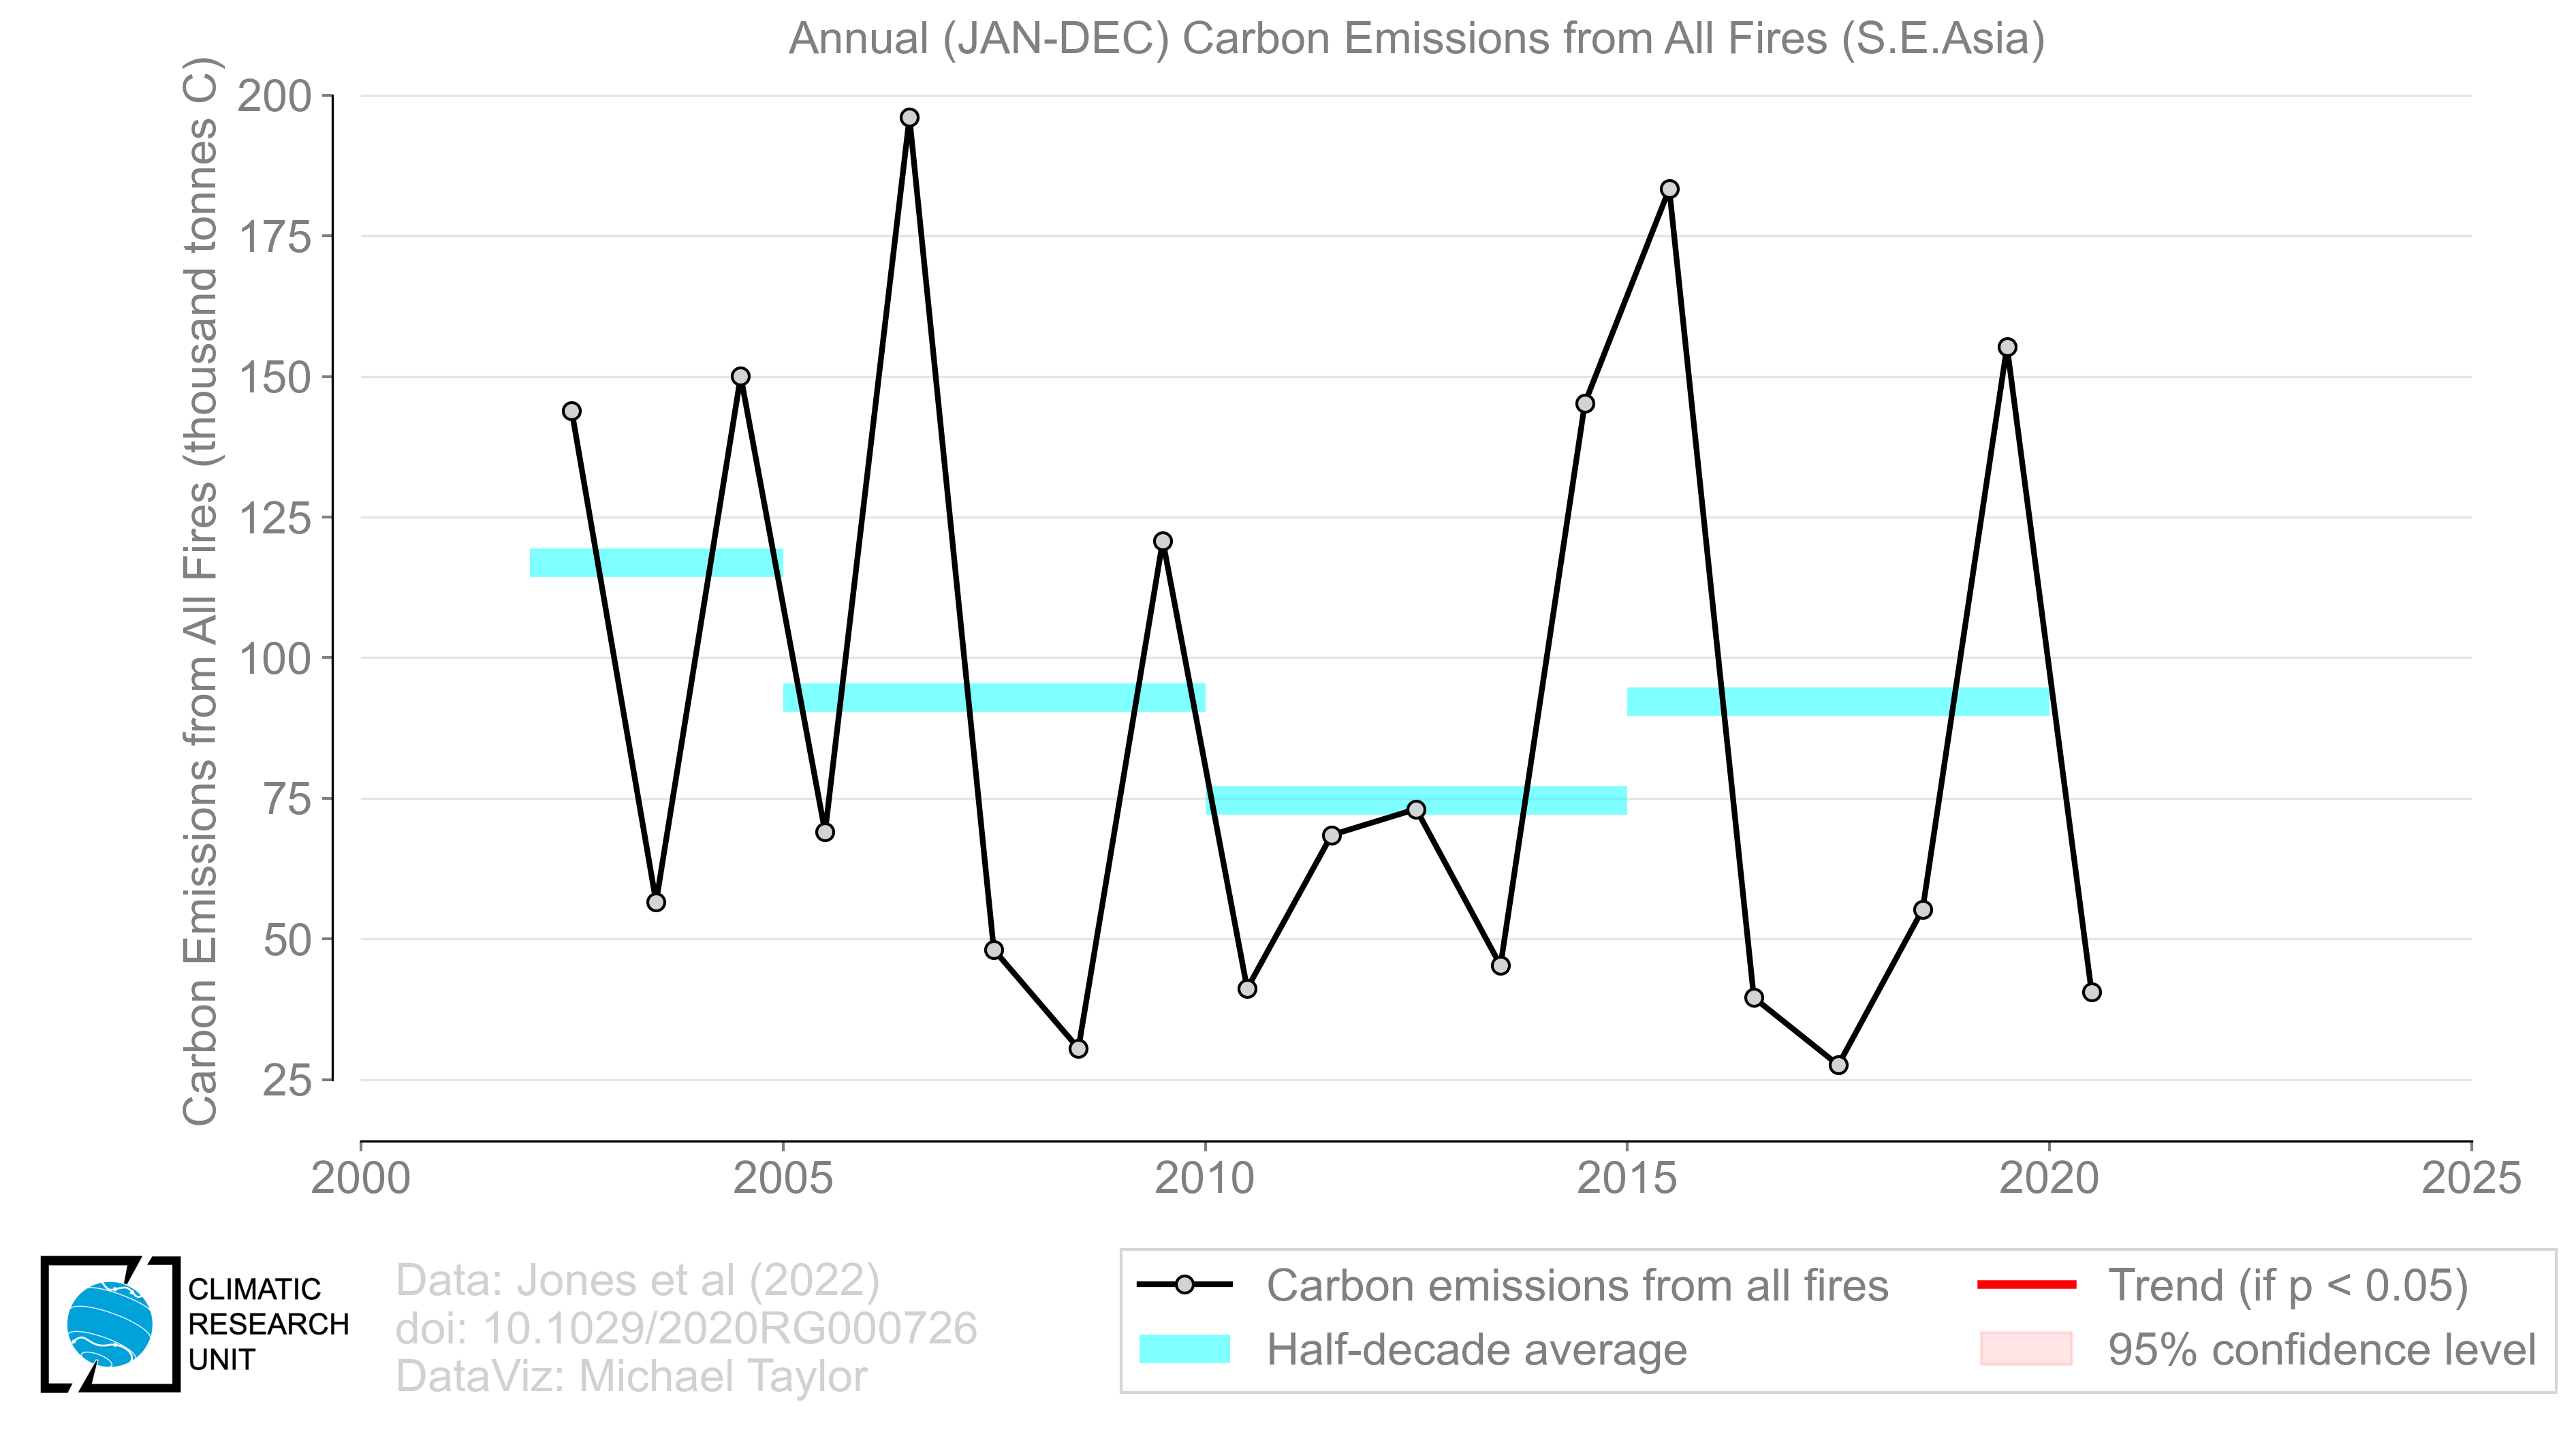 Annual (JAN-DEC) Carbon Emissions from All Fires (S.E.Asia)
Carbon Emissions from All Fires (thousand tonnes C)
200
175
150
125
100
75
50
25
2000 2005 2010 2015 2020 2025
CLIMATIC
RESEARCH
UNIT
Data: Jones et al (2022)
doi: 10.1029/2020RG000726
DataViz: Michael Taylor
Carbon emissions from all fires
Half-decade average
Trend (if p < 0.05)
95% confidence level